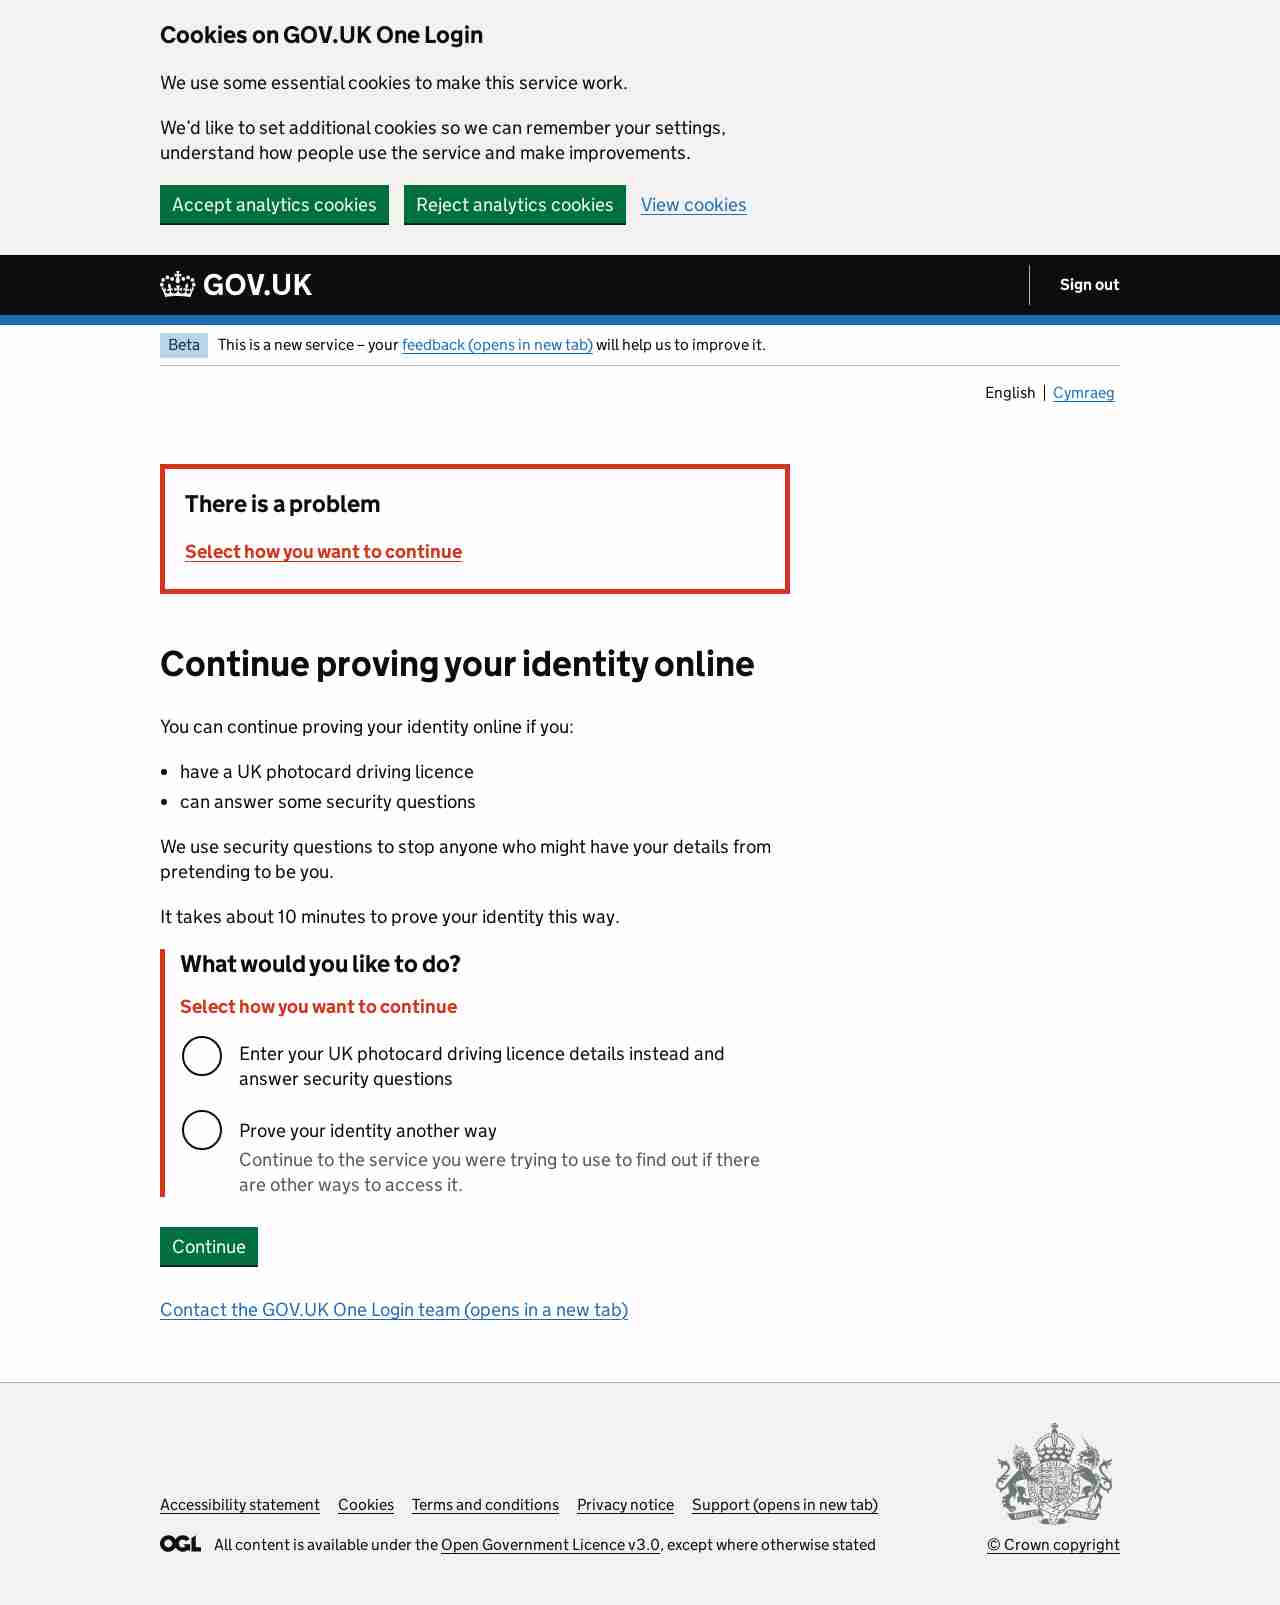 Cookies on GOV.UK One Login
We use some essential cookies to make this service work.
We’d like to set additional cookies so we can remember your settings,
understand how people use the service and make improvements.
Accept analytics cookies Reject analytics cookies View cookies
GOV.UK Sign out
Beta This is a new service – your feedback (opens in new tab) will help us to improve it.
English Cymraeg
There is a problem
Select how you want to continue
Continue proving your identity online
You can continue proving your identity online if you:
• have a UK photocard driving licence
• can answer some security questions
We use security questions to stop anyone who might have your details from
pretending to be you.
It takes about 10 minutes to prove your identity this way.
What would you like to do?
Select how you want to continue
Enter your UK photocard driving licence details instead and
answer security questions
Prove your identity another way
Continue to the service you were trying to use to find out if there
are other ways to access it.
Continue
Contact the GOV.UK One Login team (opens in a new tab)
Accessibility statement Cookies Terms and conditions Privacy notice Support (opens in new tab)
OGL All content is available under the Open Government Licence v3.0, except where otherwise stated
© Crown copyright